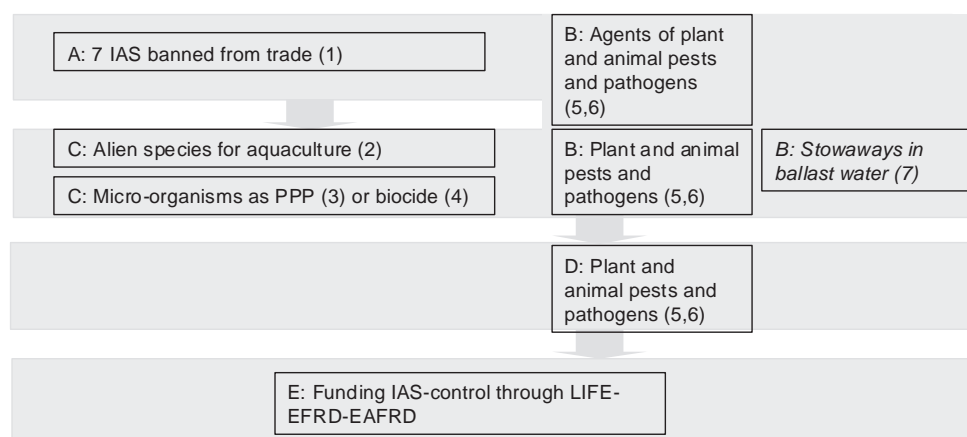 A: 7 IAS banned from trade (1)
B: Agents of plant
and animal pests
and pathogens
(5,6)
C: Alien species for aquaculture (2)
C: Micro-organisms as PPP (3) or biocide (4)
B: Plant and animal
pests and
pathogens (5,6)
B: Stowaways in
ballast water (7)
D: Plant and
animal pests and
pathogens (5,6)
E: Funding IAS-control through LIFE-
EFRD-EAFRD